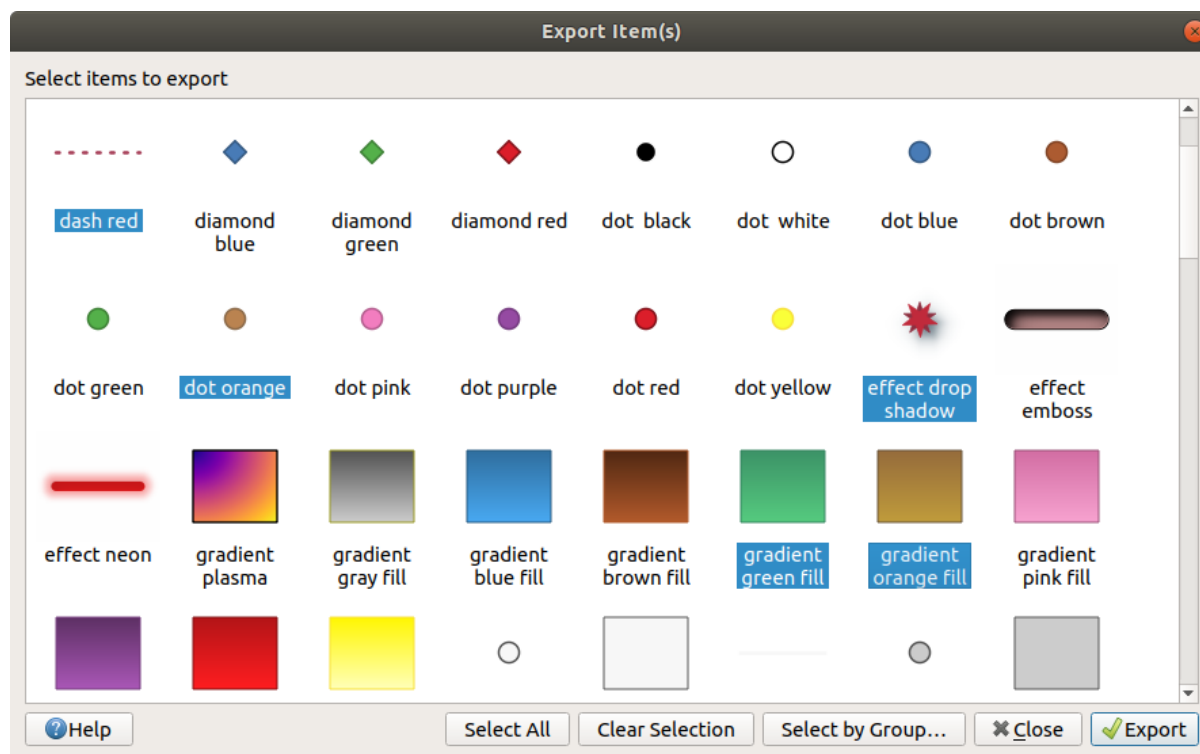 Export Item(s)
Select items to export
dash red
diamond
blue
diamond
green
diamond red
dot  black
dot  white
dot blue
dot brown
dot green
dot orange
dot pink
dot purple
dot red
dot yellow
effect drop
shadow
effect
emboss
effect neon
gradient
plasma
gradient
gray fill
gradient
blue fill
gradient
brown fill
gradient
green fill
gradient
orange fill
gradient
pink fill
Help
Select All
Clear Selection
Select by Group...
Close
Export